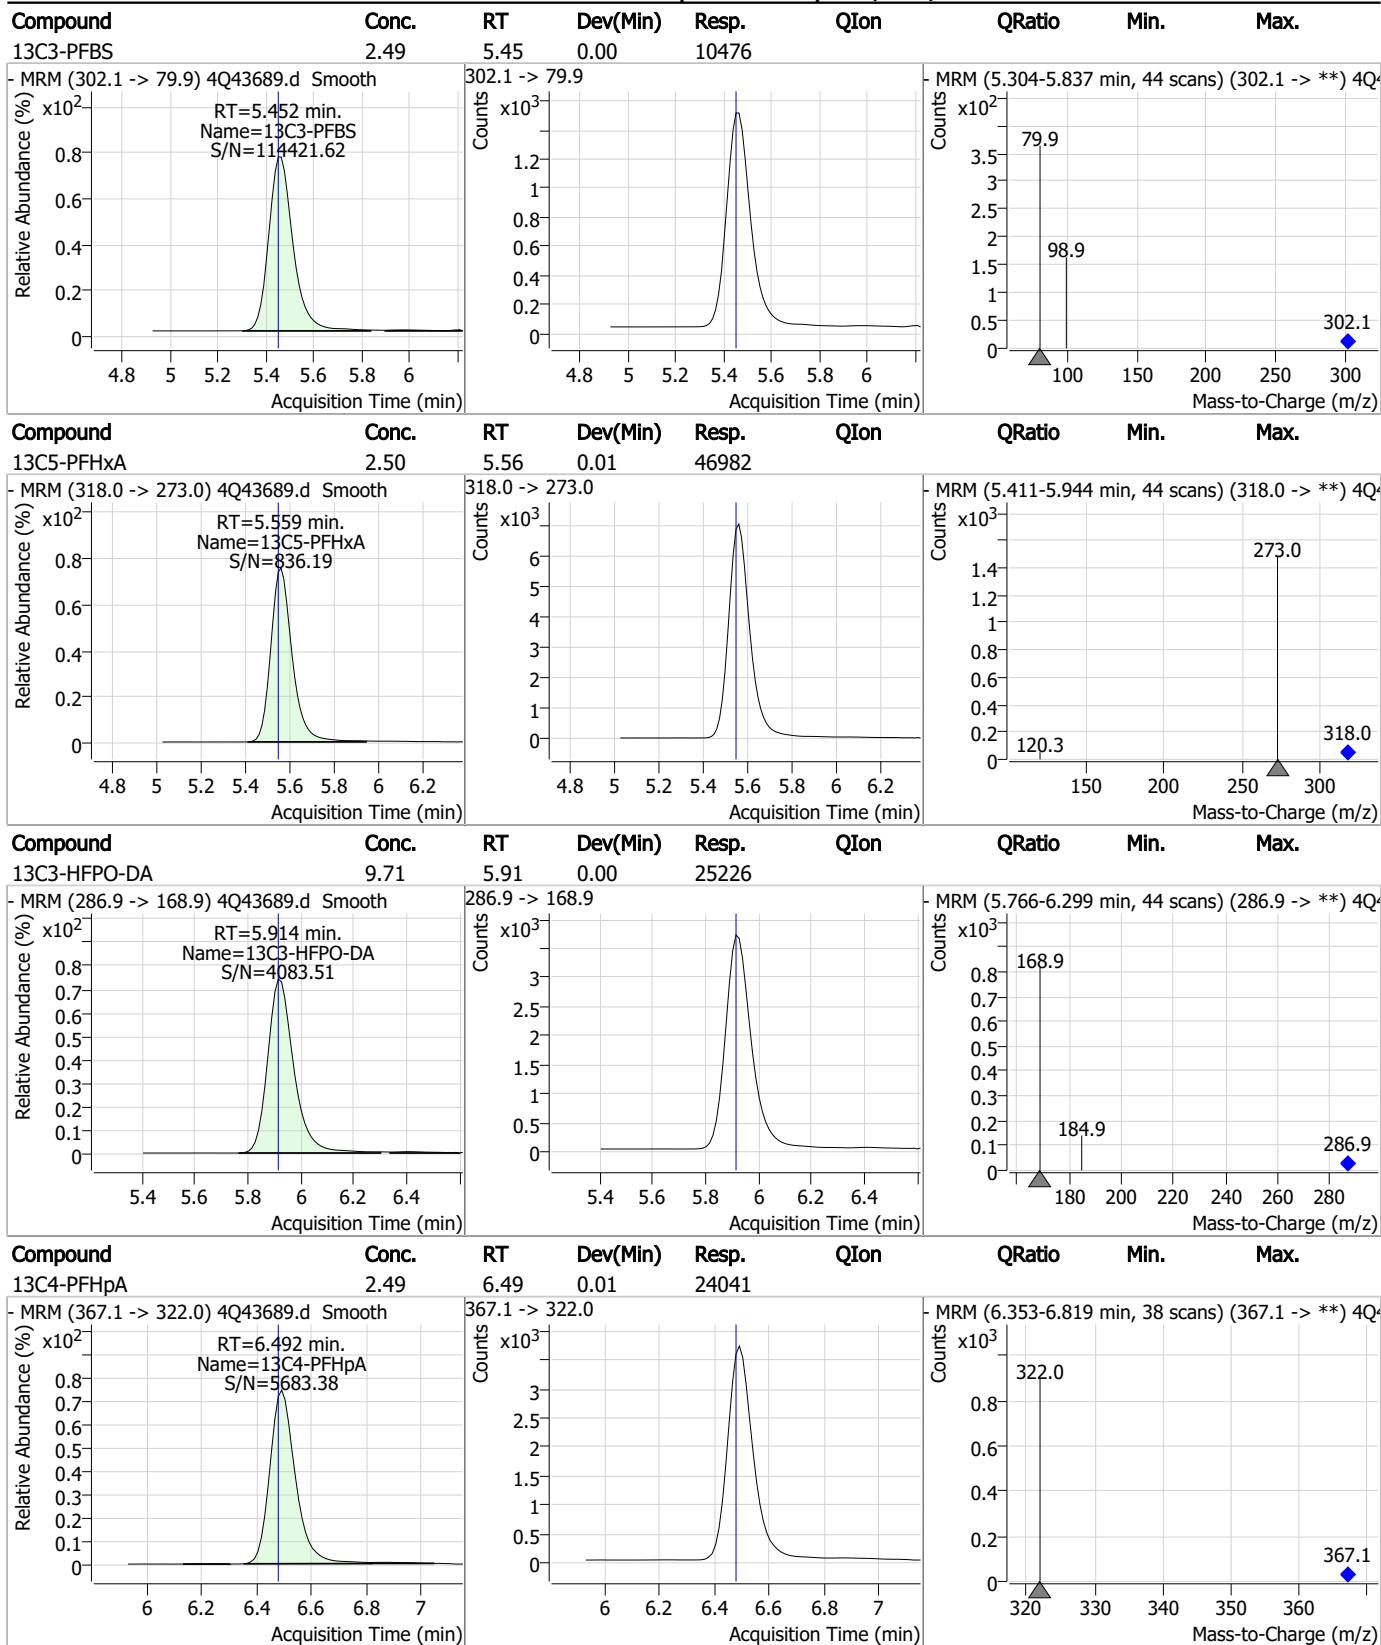 Compound Conc. RT Dev(Min) Resp. QIon QRatio Min. Max.
13C3-PFBS 2.49 5.45 0.00 10476
- MRM (302.1 -> 79.9) 4Q43689.d Smooth
x10²
RT=5.452 min.
Name=13C3-PFBS
S/N=114421.62
Relative Abundance (%)
0.8
0.6
0.4
0.2
0
4.8 5 5.2 5.4 5.6 5.8 6
Acquisition Time (min)
302.1 -> 79.9
Counts
x10³
1.2
1
0.8
0.6
0.4
0.2
0
4.8 5 5.2 5.4 5.6 5.8 6
Acquisition Time (min)
- MRM (5.304-5.837 min, 44 scans) (302.1 -> **) 4Q4
Counts
x10²
79.9
3.5
3
2.5
2
98.9
1.5
1
0.5
302.1
0
100 150 200 250 300
Mass-to-Charge (m/z)
Compound Conc. RT Dev(Min) Resp. QIon QRatio Min. Max.
13C5-PFHxA 2.50 5.56 0.01 46982
- MRM (318.0 -> 273.0) 4Q43689.d Smooth
x10²
RT=5.559 min.
Name=13C5-PFHxA
S/N=836.19
Relative Abundance (%)
0.8
0.6
0.4
0.2
0
4.8 5 5.2 5.4 5.6 5.8 6 6.2
Acquisition Time (min)
318.0 -> 273.0
Counts
x10³
6
5
4
3
2
1
0
4.8 5 5.2 5.4 5.6 5.8 6 6.2
Acquisition Time (min)
- MRM (5.411-5.944 min, 44 scans) (318.0 -> **) 4Q4
Counts
x10³
273.0
1.4
1.2
1
0.8
0.6
0.4
0.2
120.3
318.0
0
150 200 250 300
Mass-to-Charge (m/z)
Compound Conc. RT Dev(Min) Resp. QIon QRatio Min. Max.
13C3-HFPO-DA 9.71 5.91 0.00 25226
- MRM (286.9 -> 168.9) 4Q43689.d Smooth
x10²
RT=5.914 min.
Name=13C3-HFPO-DA
S/N=4083.51
Relative Abundance (%)
0.8
0.7
0.6
0.5
0.4
0.3
0.2
0.1
0
5.4 5.6 5.8 6 6.2 6.4
Acquisition Time (min)
286.9 -> 168.9
Counts
x10³
3
2.5
2
1.5
1
0.5
0
5.4 5.6 5.8 6 6.2 6.4
Acquisition Time (min)
- MRM (5.766-6.299 min, 44 scans) (286.9 -> **) 4Q4
Counts
x10³
168.9
0.8
0.7
0.6
0.5
0.4
0.3
0.2
184.9
0.1
286.9
0
180 200 220 240 260 280
Mass-to-Charge (m/z)
Compound Conc. RT Dev(Min) Resp. QIon QRatio Min. Max.
13C4-PFHpA 2.49 6.49 0.01 24041
- MRM (367.1 -> 322.0) 4Q43689.d Smooth
x10²
RT=6.492 min.
Name=13C4-PFHpA
S/N=5683.38
Relative Abundance (%)
0.8
0.7
0.6
0.5
0.4
0.3
0.2
0.1
0
6 6.2 6.4 6.6 6.8 7
Acquisition Time (min)
367.1 -> 322.0
Counts
x10³
3
2.5
2
1.5
1
0.5
0
6 6.2 6.4 6.6 6.8 7
Acquisition Time (min)
- MRM (6.353-6.819 min, 38 scans) (367.1 -> **) 4Q4
Counts
x10³
322.0
0.8
0.6
0.4
0.2
367.1
0
320 330 340 350 360
Mass-to-Charge (m/z)